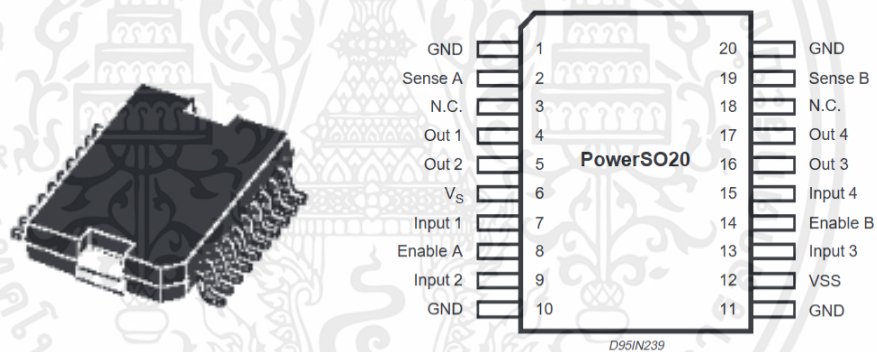 GND 1 20 GND
Sense A 2 19 Sense B
N.C. 3 18 N.C.
Out 1 4 17 Out 4
Out 2 5 PowerSO20 16 Out 3
VS 6 15 Input 4
Input 1 7 14 Enable B
Enable A 8 13 Input 3
Input 2 9 12 VSS
GND 10 11 GND
D95IN239